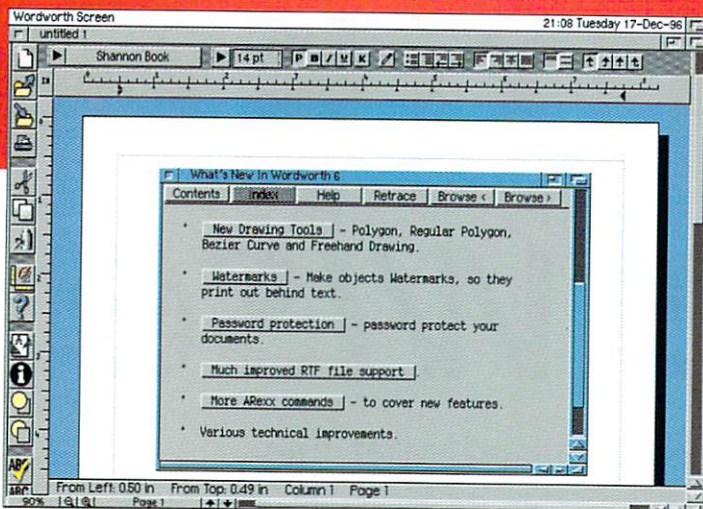 Wordworth Screen
21:08 Tuesday 17-Dec-96
untitled 1
Shannon Book
14 pt
P B I U K
What's New In Wordworth 6
Contents Index Help Retrace Browse < Browse >
* New Drawing Tools - Polygon, Regular Polygon,
Bezier Curve and Freehand Drawing.
* Watermarks - Make objects Watermarks, so they
print out behind text.
* Password protection - password protect your
documents.
* Much improved RTF file support .
* More ARexx commands - to cover new features.
* Various technical improvements.
ABC
ABC
From Left: 0.50 in From Top: 0.49 in Column 1 Page 1
90% Page 1